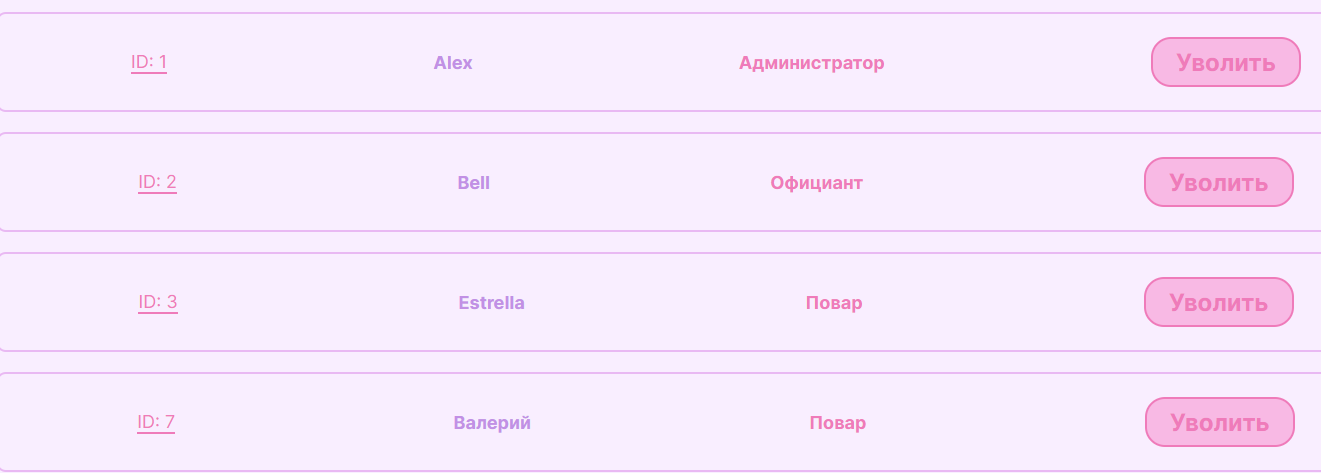 ID: 1 Alex Администратор Уволить
ID: 2 Bell Официант Уволить
ID: 3 Estrella Повар Уволить
ID: 7 Валерий Повар Уволить